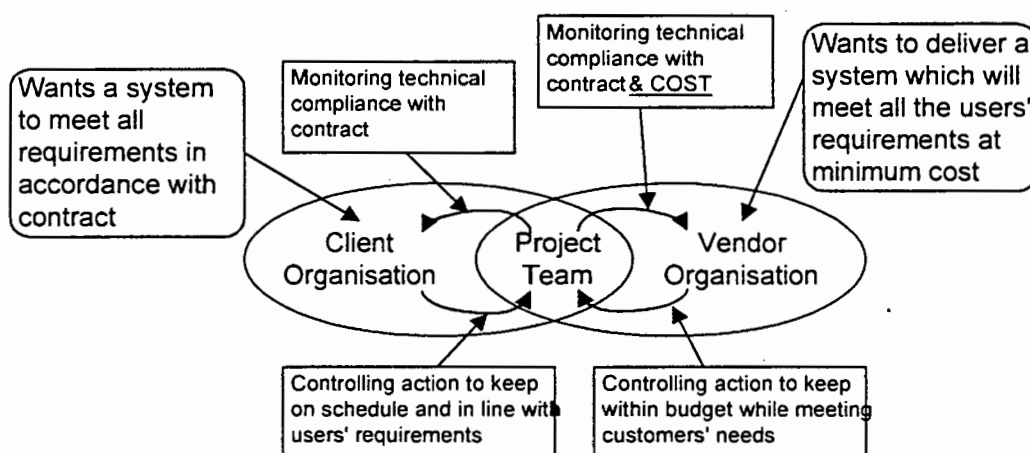 Wants a system
to meet all
requirements in
accordance with
contract
Monitoring technical
compliance with
contract
Monitoring technical
compliance with
contract & COST
Wants to deliver a
system which will
meet all the users'
requirements at
minimum cost
Client
Organisation
Project
Team
Vendor
Organisation
Controlling action to keep
on schedule and in line with
users' requirements
Controlling action to keep
within budget while meeting
customers' needs